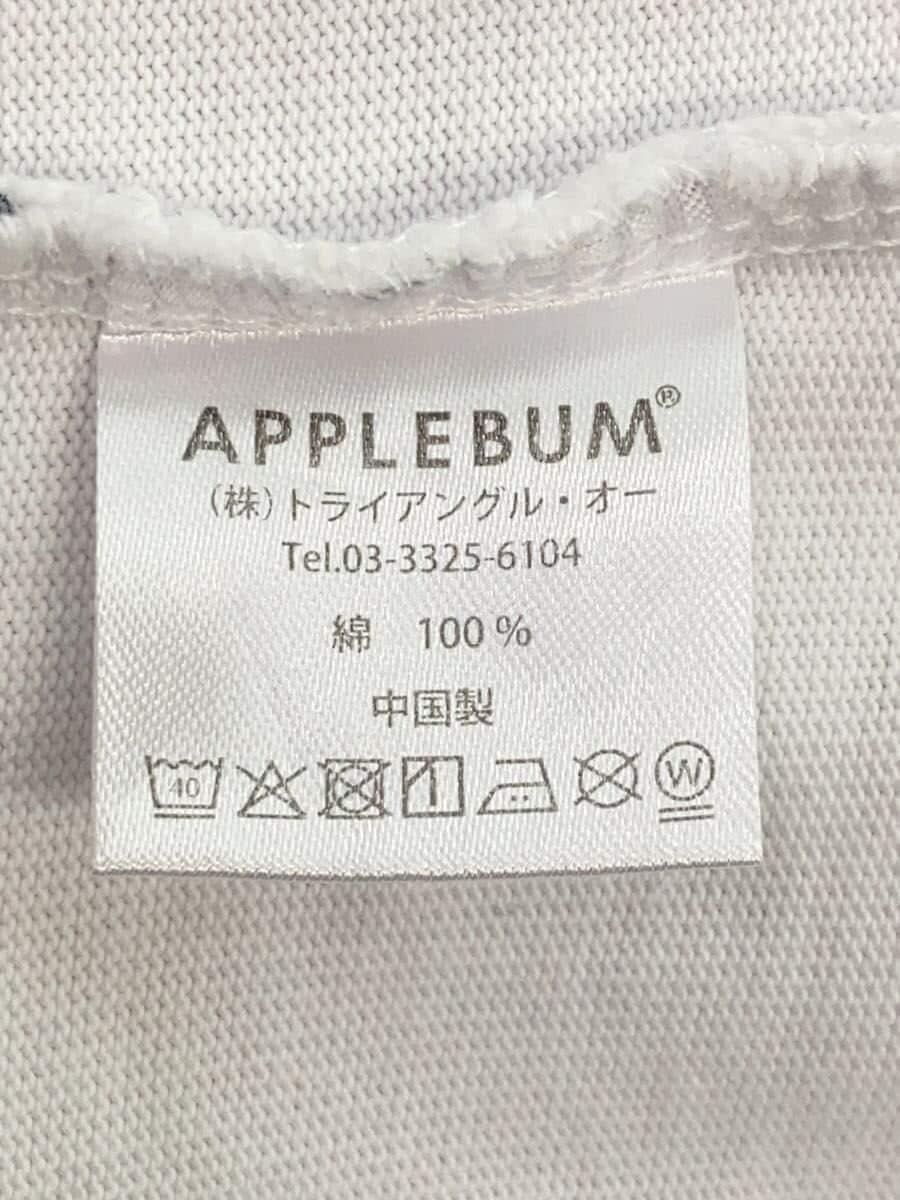 APPLEBUM®
(株)トライアングル・オー
Tel.03-3325-6104
綿 100%
中国製
40 W